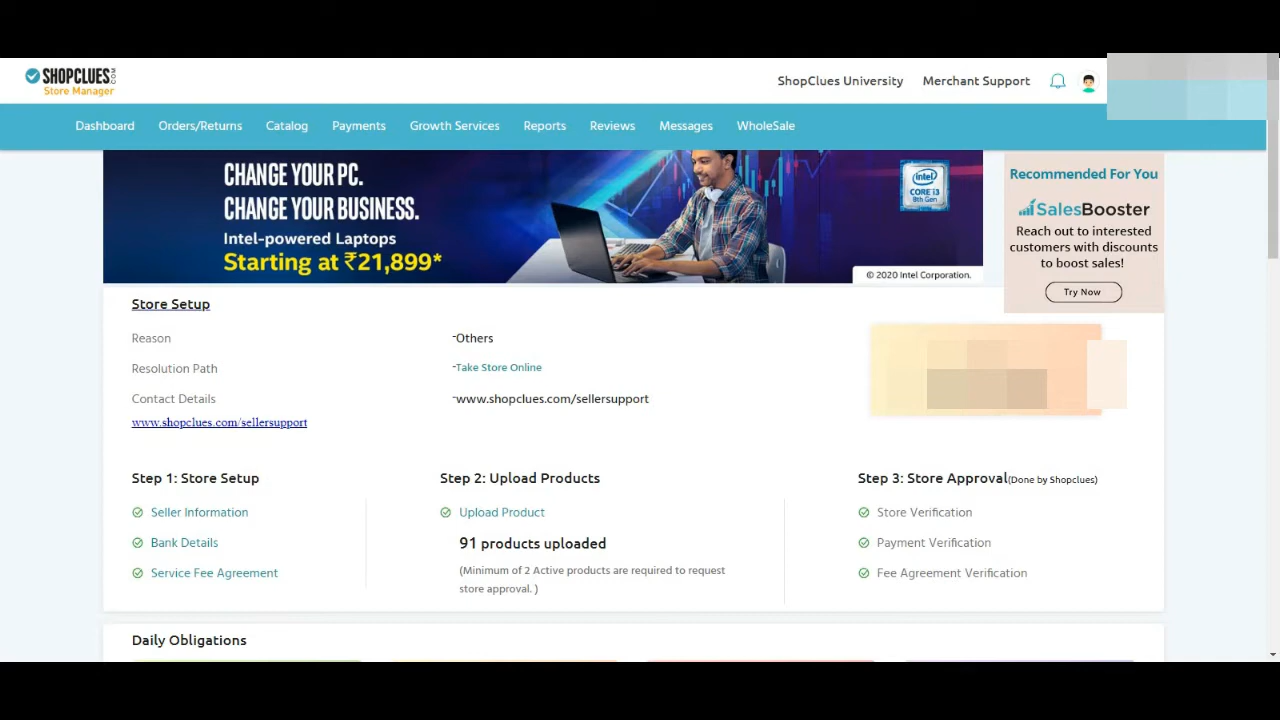 SHOPCLUES.COM
Store Manager
ShopClues University
Merchant Support
Dashboard
Orders/Returns
Catalog
Payments
Growth Services
Reports
Reviews
Messages
WholeSale
CHANGE YOUR PC.
CHANGE YOUR BUSINESS.
Intel-powered Laptops
Starting at ₹21,899*
intel
CORE i3
8th Gen
© 2020 Intel Corporation.
Recommended For You
SalesBooster
Reach out to interested
customers with discounts
to boost sales!
Try Now
Store Setup
Reason
-Others
Resolution Path
-Take Store Online
Contact Details
-www.shopclues.com/sellersupport
www.shopclues.com/sellersupport
Step 1: Store Setup
Seller Information
Bank Details
Service Fee Agreement
Step 2: Upload Products
Upload Product
91 products uploaded
(Minimum of 2 Active products are required to request
store approval. )
Step 3: Store Approval(Done by Shopclues)
Store Verification
Payment Verification
Fee Agreement Verification
Daily Obligations